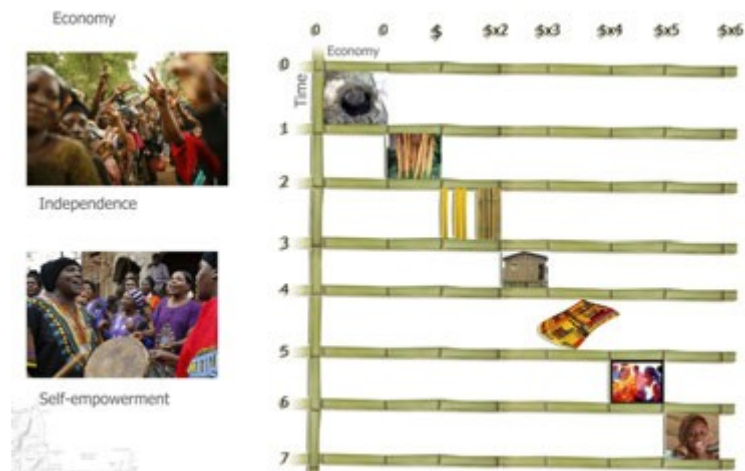 Economy
Independence
Self-empowerment
0 0 $ $x2 $x3 $x4 $x5 $x6
Economy
Time
0
1
2
3
4
5
6
7